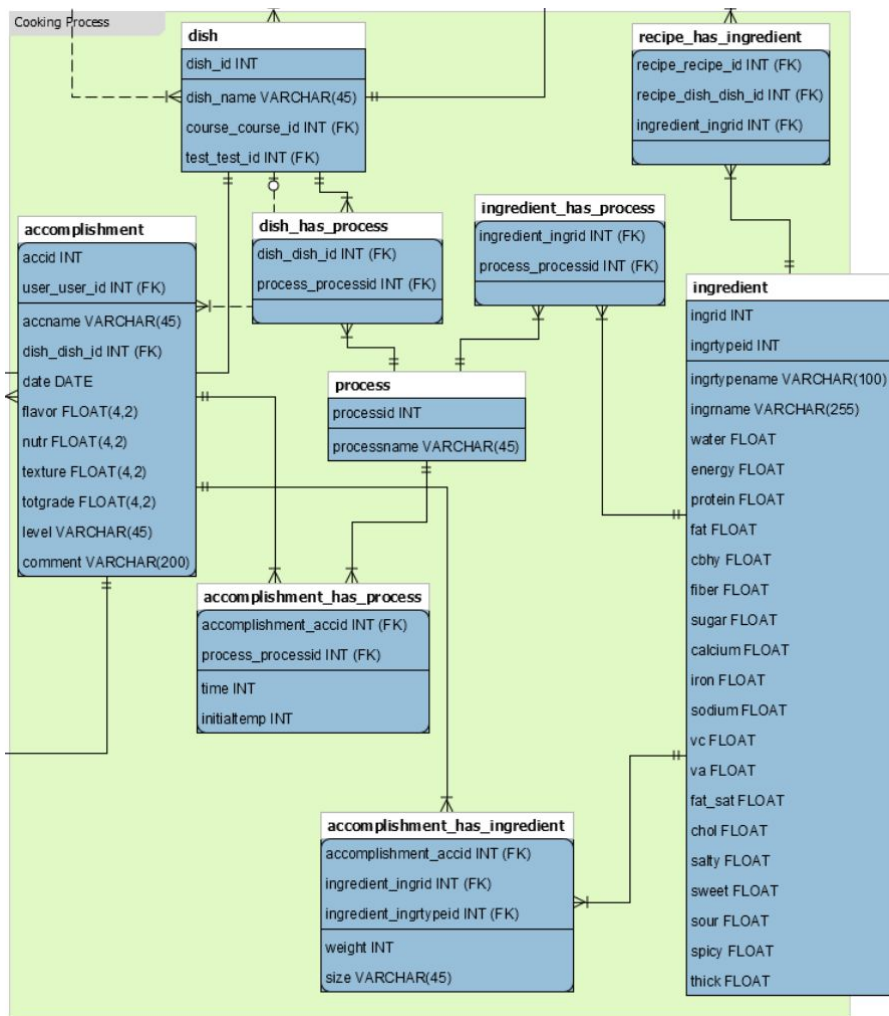 Cooking Process
dish
dish_id INT
dish_name VARCHAR(45)
course_course_id INT (FK)
test_test_id INT (FK)
recipe_has_ingredient
recipe_recipe_id INT (FK)
recipe_dish_dish_id INT (FK)
ingredient_ingrid INT (FK)
accomplishment
accid INT
user_user_id INT (FK)
accname VARCHAR(45)
dish_dish_id INT (FK)
date DATE
flavor FLOAT(4,2)
nutr FLOAT(4,2)
texture FLOAT(4,2)
totgrade FLOAT(4,2)
level VARCHAR(45)
comment VARCHAR(200)
dish_has_process
dish_dish_id INT (FK)
process_processid INT (FK)
ingredient_has_process
ingredient_ingrid INT (FK)
process_processid INT (FK)
process
processid INT
processname VARCHAR(45)
ingredient
ingrid INT
ingrtypeid INT
ingrtypename VARCHAR(100)
ingrname VARCHAR(255)
water FLOAT
energy FLOAT
protein FLOAT
fat FLOAT
cbhy FLOAT
fiber FLOAT
sugar FLOAT
calcium FLOAT
iron FLOAT
sodium FLOAT
vc FLOAT
va FLOAT
fat_sat FLOAT
chol FLOAT
salty FLOAT
sweet FLOAT
sour FLOAT
spicy FLOAT
thick FLOAT
accomplishment_has_process
accomplishment_accid INT (FK)
process_processid INT (FK)
time INT
initialtemp INT
accomplishment_has_ingredient
accomplishment_accid INT (FK)
ingredient_ingrid INT (FK)
ingredient_ingrtypeid INT (FK)
weight INT
size VARCHAR(45)